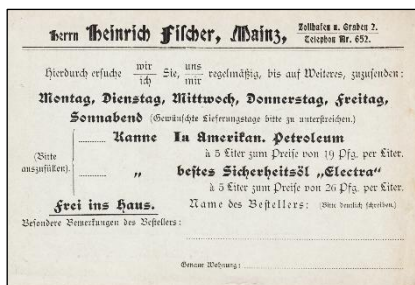 Herrn Heinrich Fischer, Mainz, Zollhafen u. Graben 2.
Telephon Nr. 652.
Hierdurch ersuche wir/ich Sie, uns/mir regelmäßig, bis auf Weiteres, zuzusenden:
Montag, Dienstag, Mittwoch, Donnerstag, Freitag,
Sonnabend (Gewünschte Lieferungstage bitte zu unterstreichen.)
Kanne Ia Amerikan. Petroleum
à 5 Liter zum Preise von 19 Pfg. per Liter.
(Bitte auszufüllen).
„ bestes Sicherheitsöl „Electra“
à 5 Liter zum Preise von 26 Pfg. per Liter.
Frei ins Haus. Name des Bestellers: (Bitte deutlich schreiben)
Besondere Bemerkungen des Bestellers:
Genaue Wohnung: